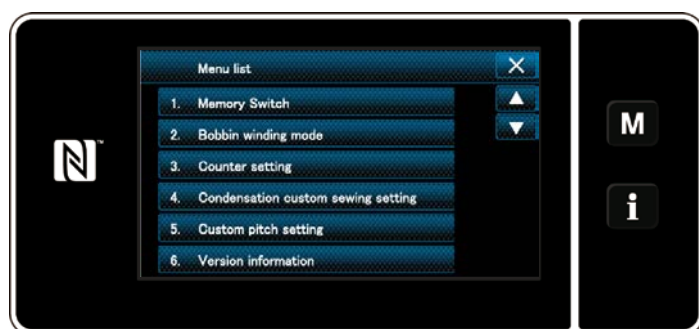 Menu list
1. Memory Switch
2. Bobbin winding mode
3. Counter setting
4. Condensation custom sewing setting
5. Custom pitch setting
6. Version information
M
i